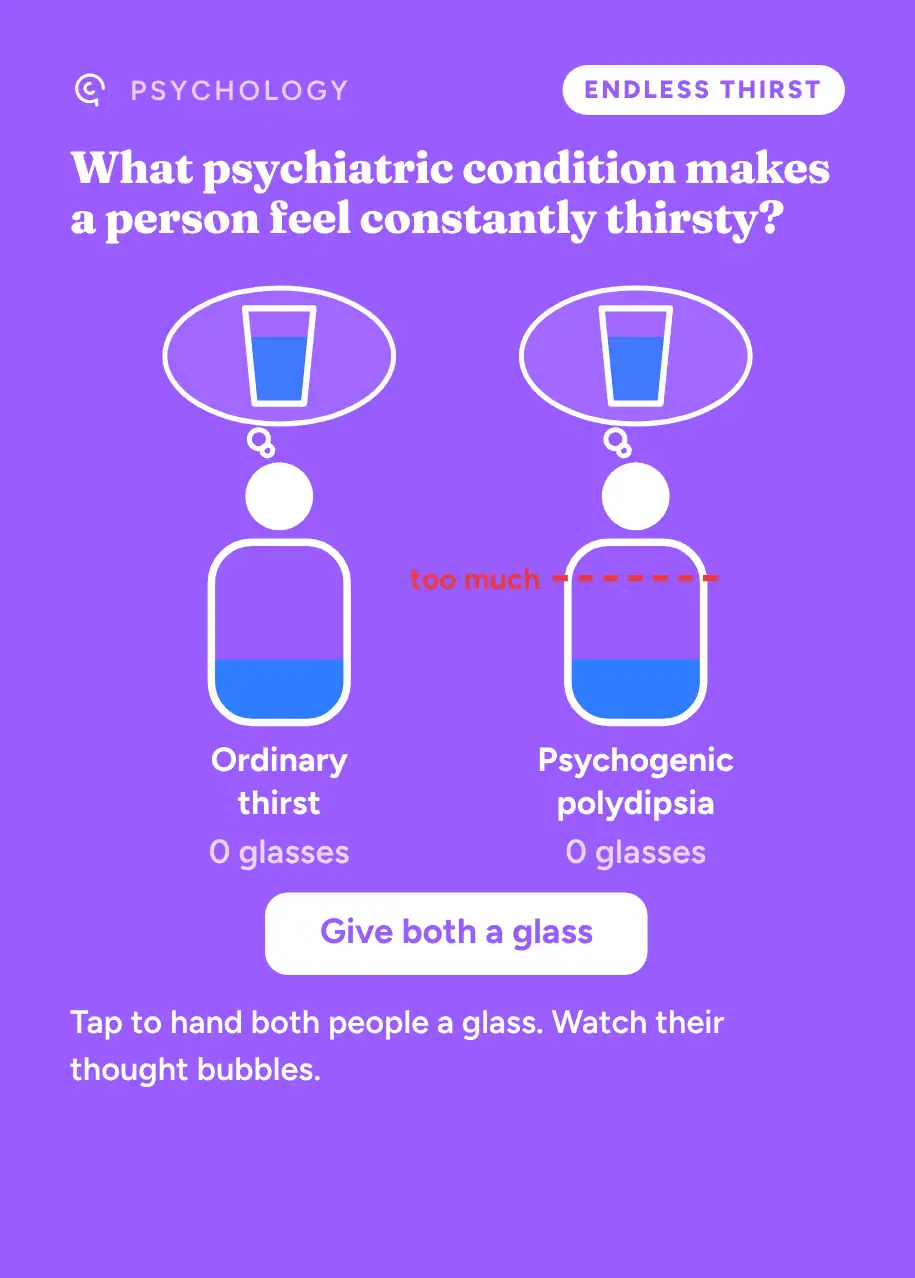 PSYCHOLOGY
ENDLESS THIRST
What psychiatric condition makes
a person feel constantly thirsty?
too much
Ordinary
thirst
0 glasses
Psychogenic
polydipsia
0 glasses
Give both a glass
Tap to hand both people a glass. Watch their
thought bubbles.